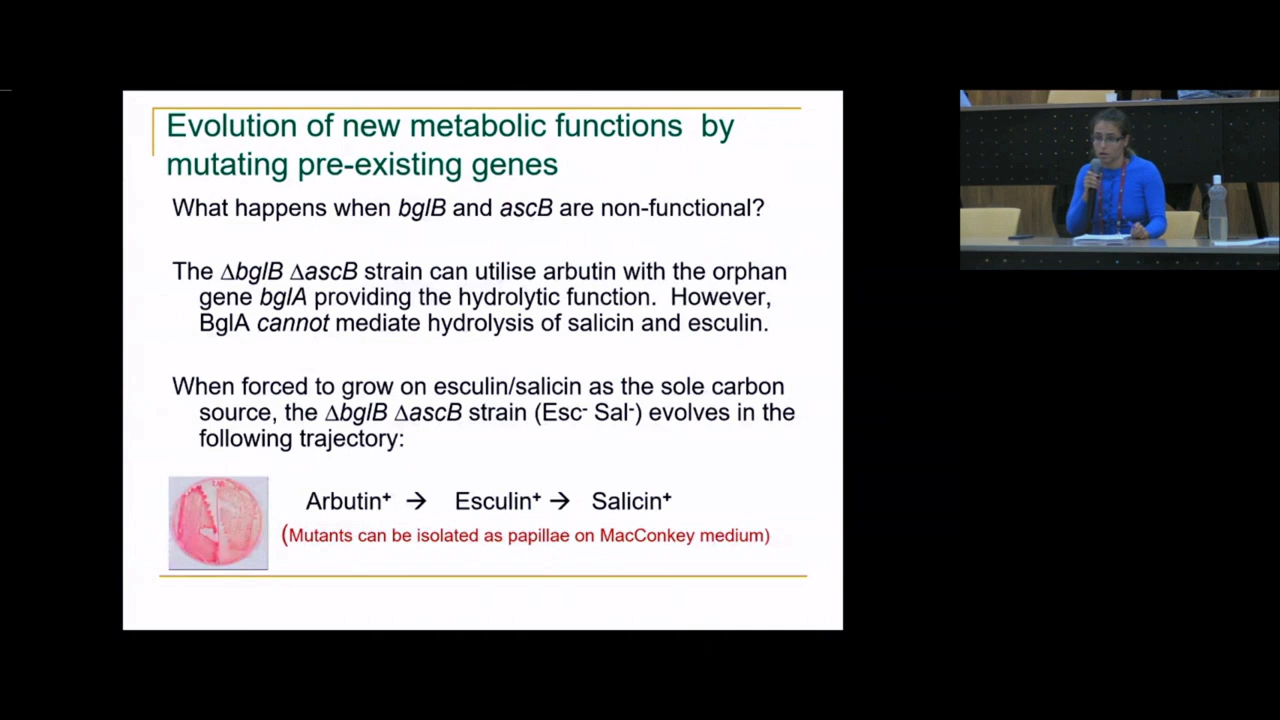 Evolution of new metabolic functions by
mutating pre-existing genes
What happens when bglB and ascB are non-functional?
The ΔbglB ΔascB strain can utilise arbutin with the orphan
gene bglA providing the hydrolytic function. However,
BglA cannot mediate hydrolysis of salicin and esculin.
When forced to grow on esculin/salicin as the sole carbon
source, the ΔbglB ΔascB strain (Esc⁻ Sal⁻) evolves in the
following trajectory:
Arbutin⁺ → Esculin⁺ → Salicin⁺
(Mutants can be isolated as papillae on MacConkey medium)